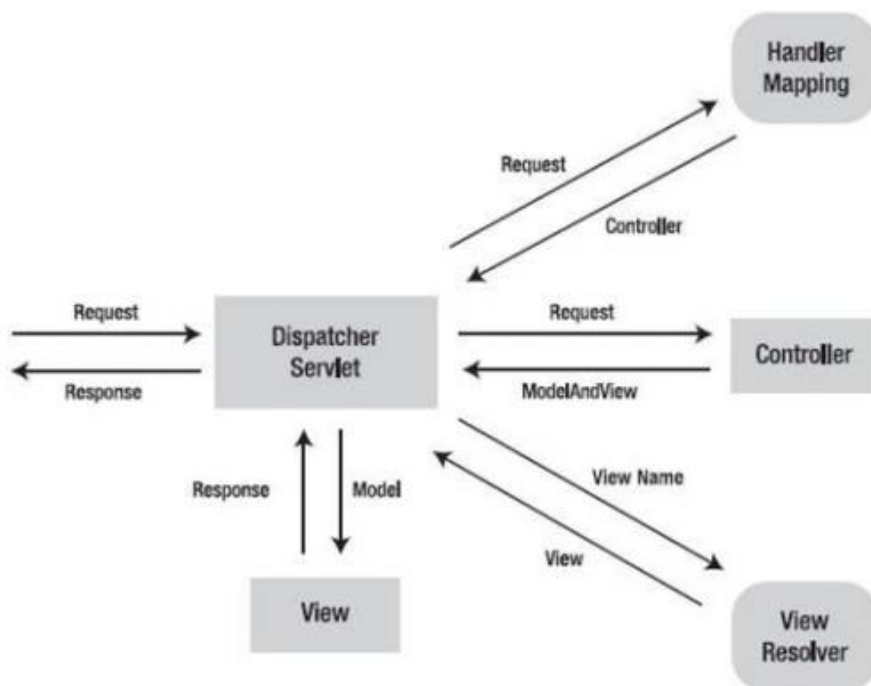 Handler
Mapping
Request
Controller
Request
Response
Dispatcher
Servlet
Request
ModelAndView
Controller
Response
Model
View Name
View
View
View
Resolver